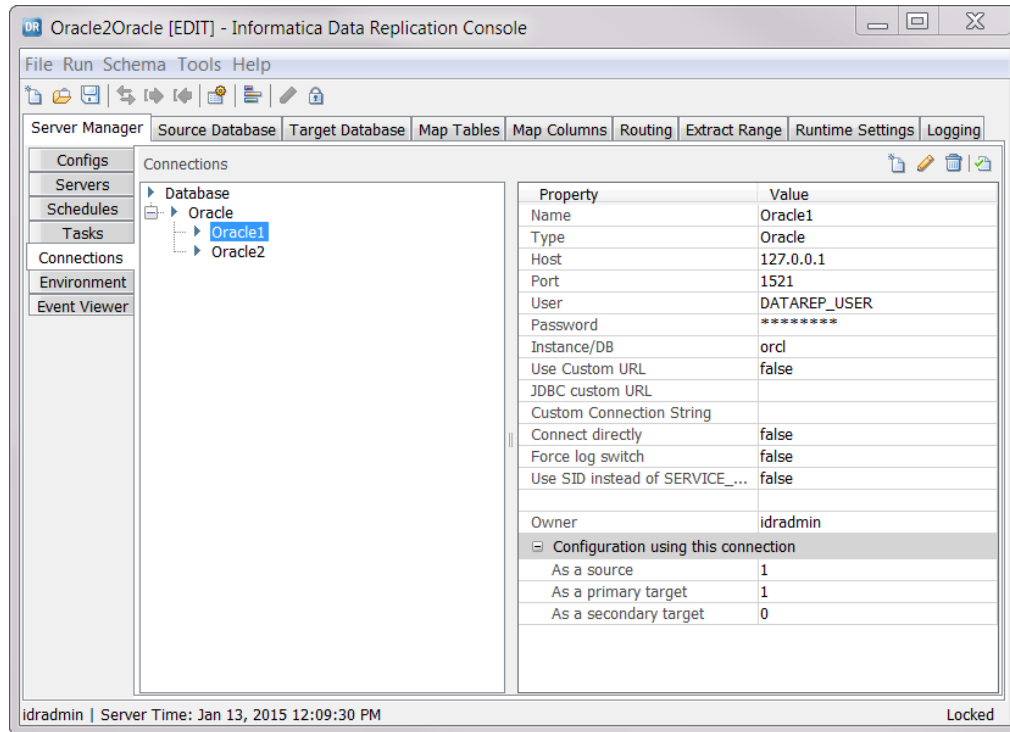 DR Oracle2Oracle [EDIT] - Informatica Data Replication Console
File Run Schema Tools Help
Server Manager Source Database Target Database Map Tables Map Columns Routing Extract Range Runtime Settings Logging
Configs
Servers
Schedules
Tasks
Connections
Environment
Event Viewer
Connections
Database
Oracle
Oracle1
Oracle2
Property Value
Name Oracle1
Type Oracle
Host 127.0.0.1
Port 1521
User DATAREP_USER
Password ********
Instance/DB orcl
Use Custom URL false
JDBC custom URL
Custom Connection String
Connect directly false
Force log switch false
Use SID instead of SERVICE_... false
Owner idradmin
Configuration using this connection
As a source 1
As a primary target 1
As a secondary target 0
idradmin | Server Time: Jan 13, 2015 12:09:30 PM Locked